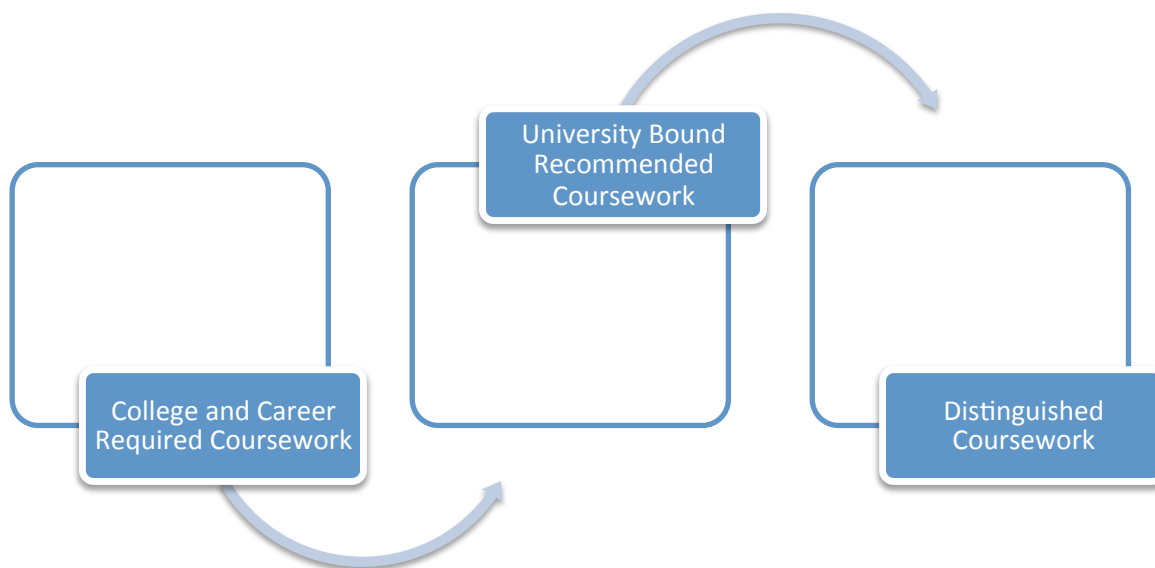 College and Career
Required Coursework
University Bound
Recommended
Coursework
Distinguished
Coursework